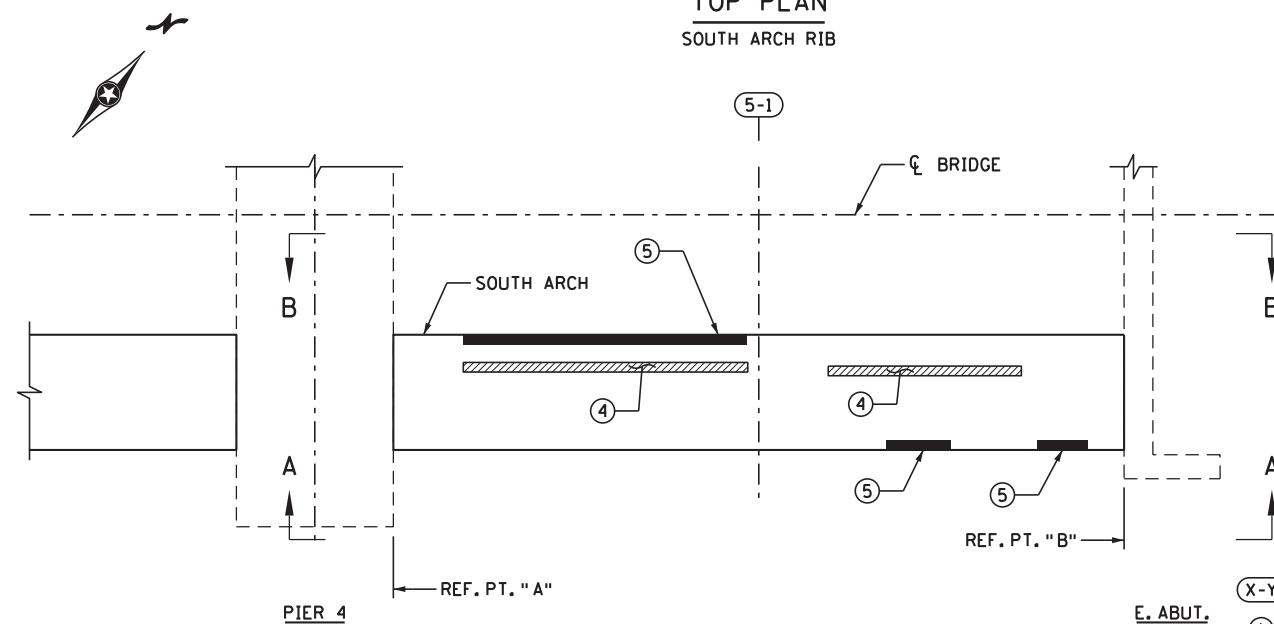 TOP PLAN
SOUTH ARCH RIB
N
5-1
℄ BRIDGE
5
SOUTH ARCH
B
4
4
A
5
5
REF. PT. "B"
REF. PT. "A"
PIER 4
E. ABUT.